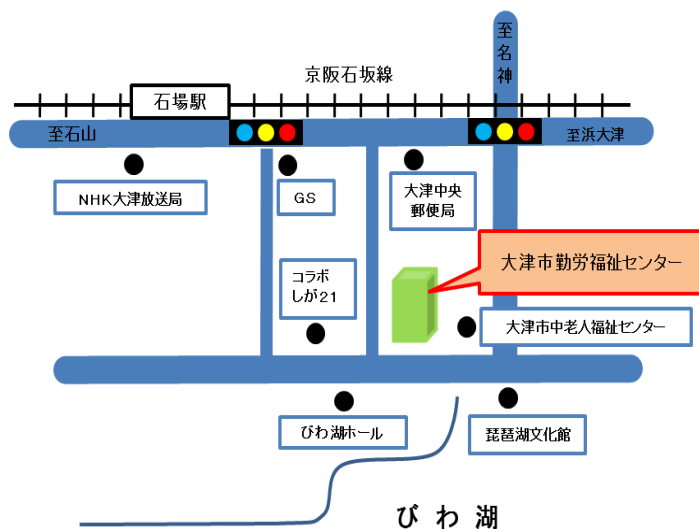 至名神
京阪石坂線
石場駅
至石山
至浜大津
NHK大津放送局
GS
大津中央
郵便局
大津市勤労福祉センター
コラボ
しが21
大津市中老人福祉センター
びわ湖ホール
琵琶湖文化館
びわ湖